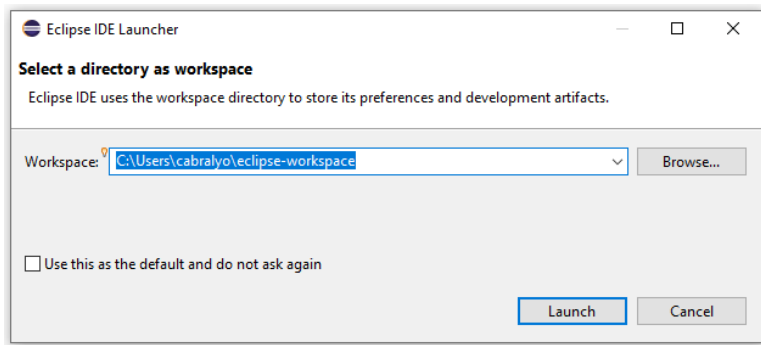 Eclipse IDE Launcher
Select a directory as workspace
Eclipse IDE uses the workspace directory to store its preferences and development artifacts.
Workspace: C:\Users\cabralyo\eclipse-workspace Browse...
Use this as the default and do not ask again
Launch Cancel